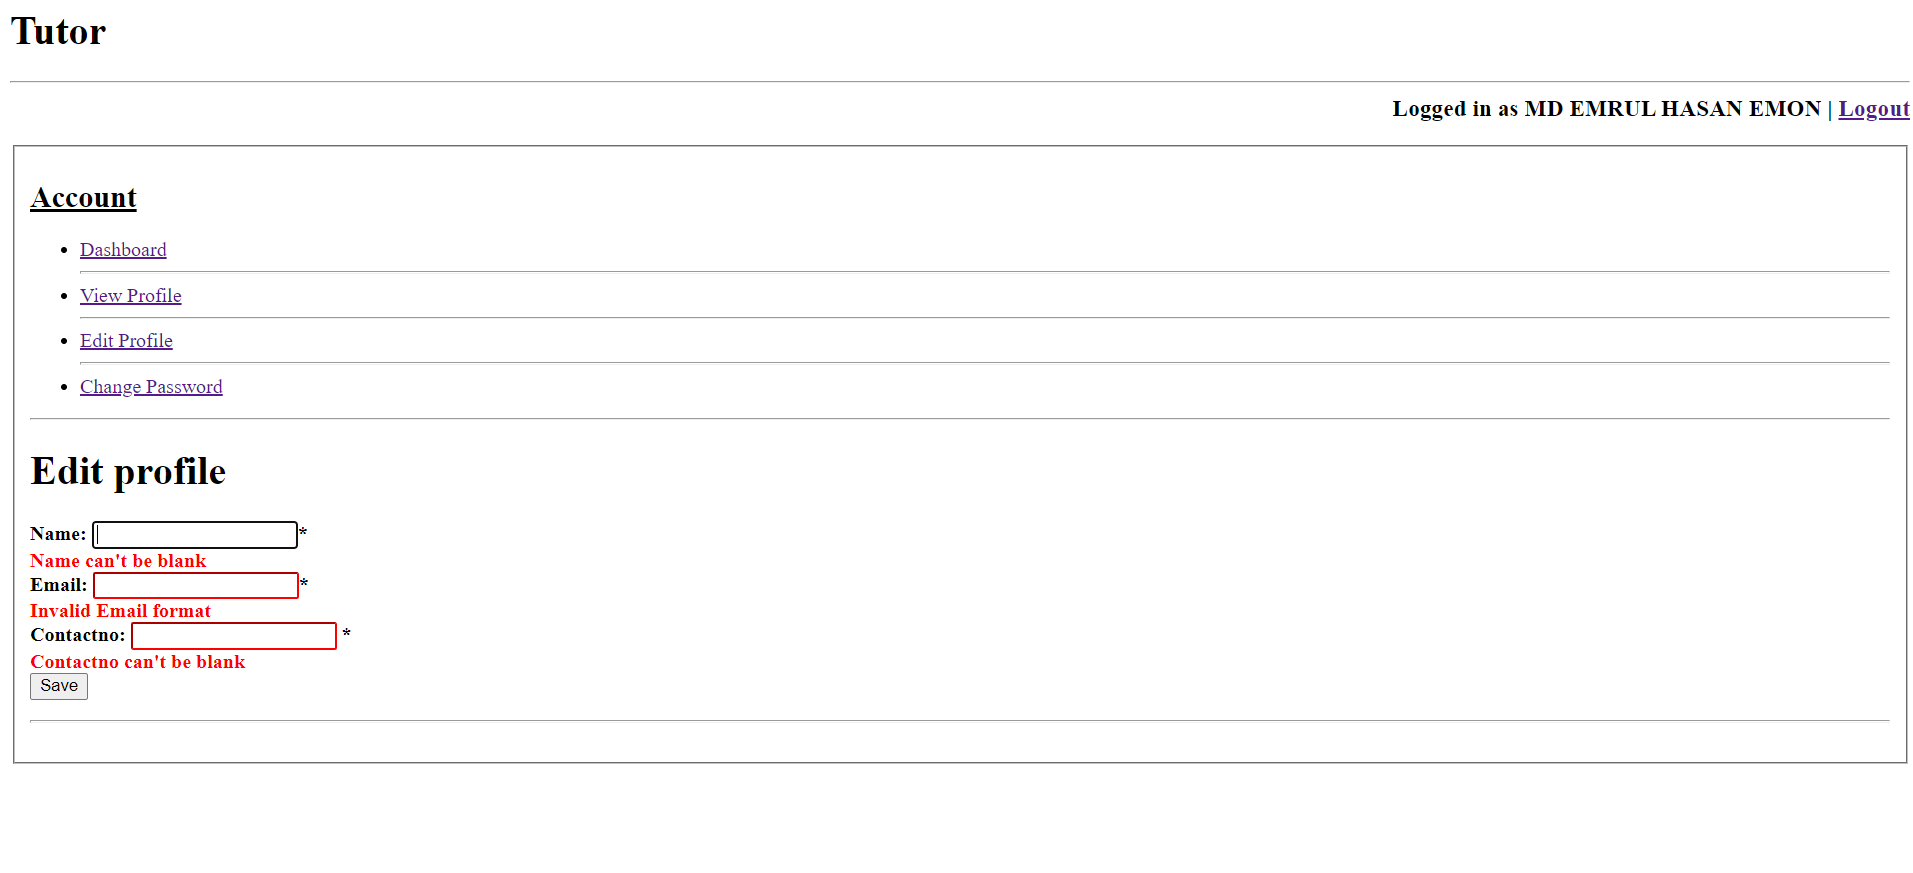 Tutor
Logged in as MD EMRUL HASAN EMON | Logout
Account
Dashboard
View Profile
Edit Profile
Change Password
Edit profile
Name: *
Name can't be blank
Email: *
Invalid Email format
Contactno: *
Contactno can't be blank
Save